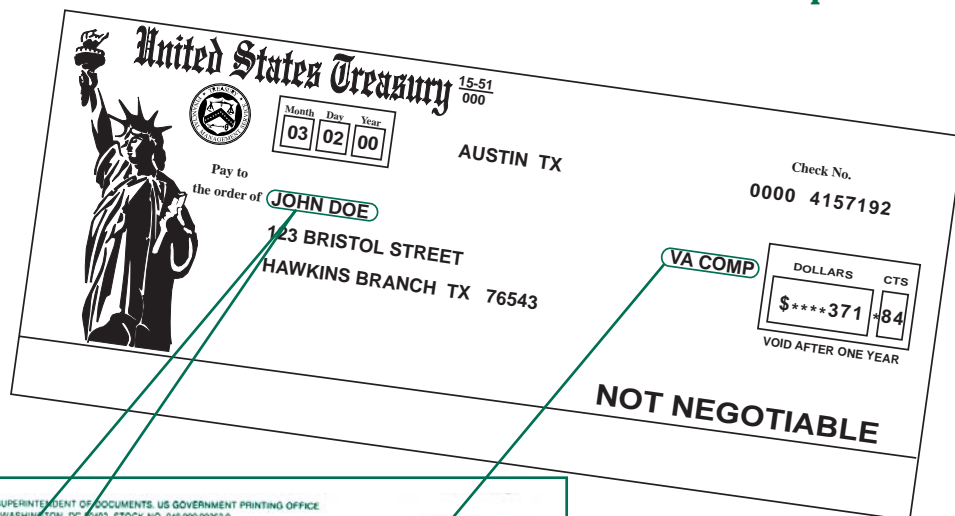 United States Treasury 15-51
000
Month Day Year
03 02 00
AUSTIN TX
Check No.
0000 4157192
Pay to
the order of JOHN DOE
123 BRISTOL STREET
HAWKINS BRANCH TX 76543
VA COMP
DOLLARS CTS
$****371 *84
VOID AFTER ONE YEAR
NOT NEGOTIABLE
SUPERINTENDENT OF DOCUMENTS, US GOVERNMENT PRINTING OFFICE